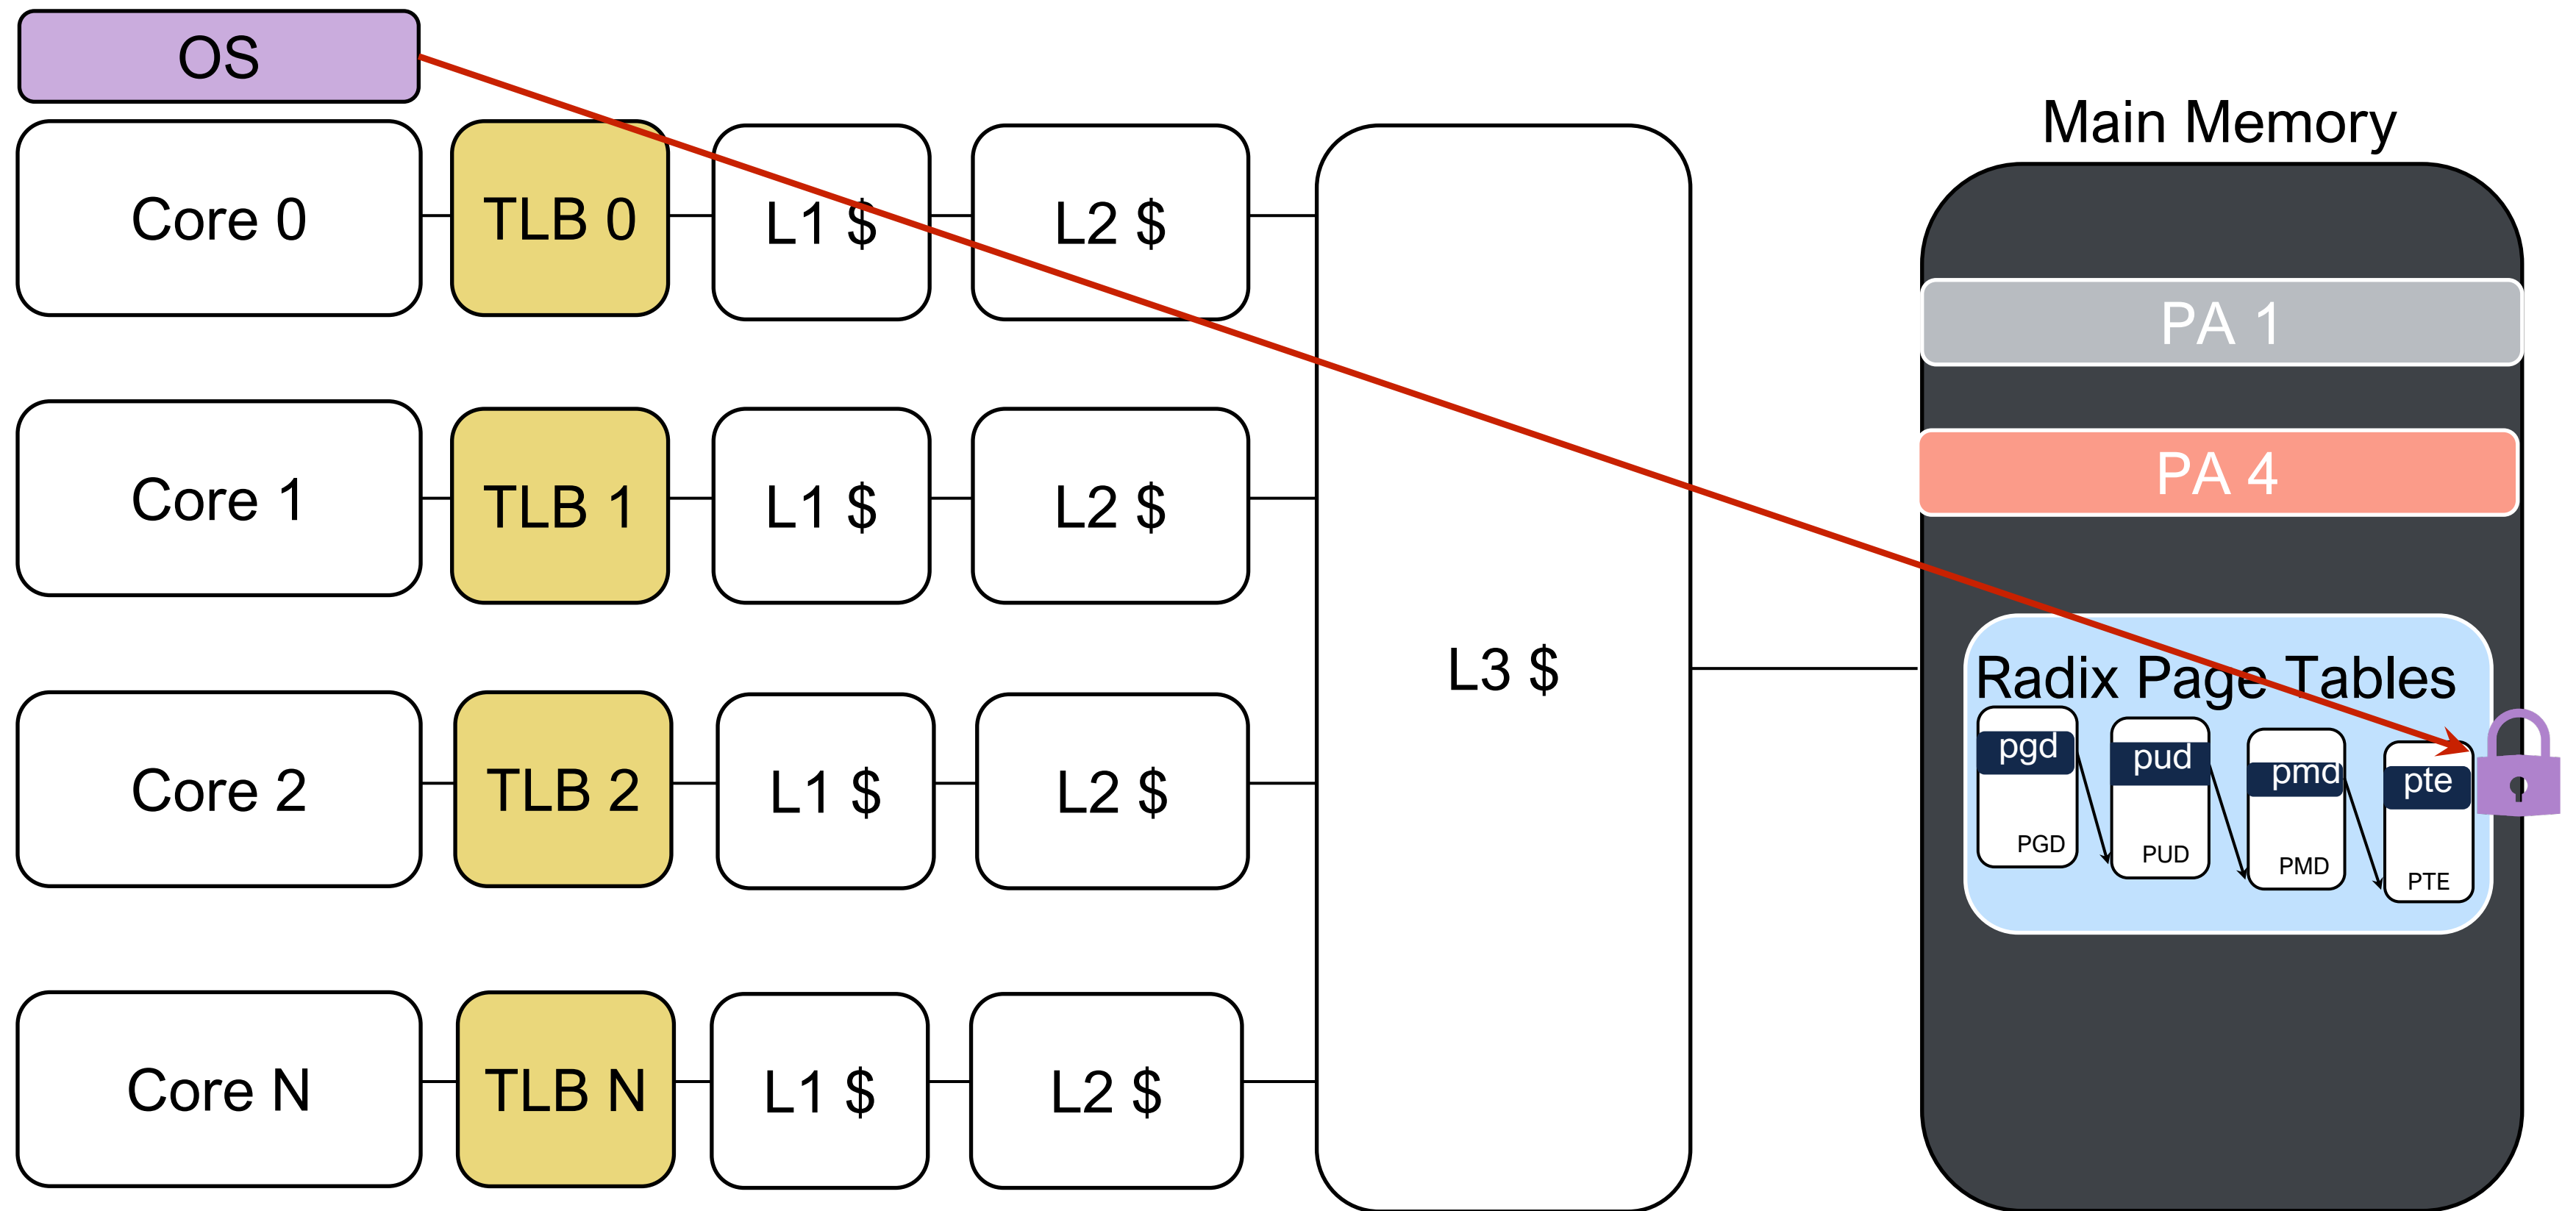 OS
Main Memory
Core 0
TLB 0
L1 $
L2 $
PA 1
Core 1
TLB 1
L1 $
L2 $
PA 4
L3 $
Radix Page Tables
pgd
pud
pmd
pte
PGD
PUD
PMD
PTE
Core 2
TLB 2
L1 $
L2 $
Core N
TLB N
L1 $
L2 $